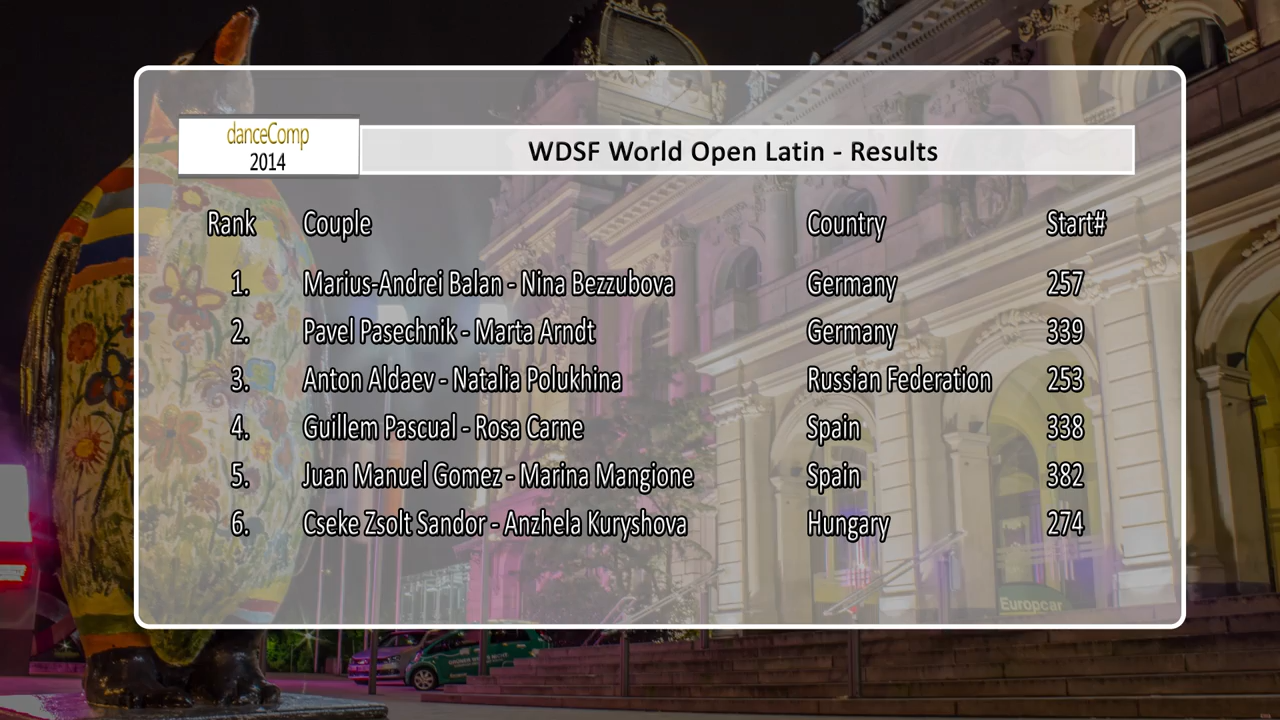 danceComp
2014
WDSF World Open Latin - Results
Rank Couple Country Start#
1. Marius-Andrei Balan - Nina Bezzubova Germany 257
2. Pavel Pasechnik - Marta Arndt Germany 339
3. Anton Aldaev - Natalia Polukhina Russian Federation 253
4. Guillem Pascual - Rosa Carne Spain 338
5. Juan Manuel Gomez - Marina Mangione Spain 382
6. Cseke Zsolt Sandor - Anzhela Kuryshova Hungary 274
Europcar